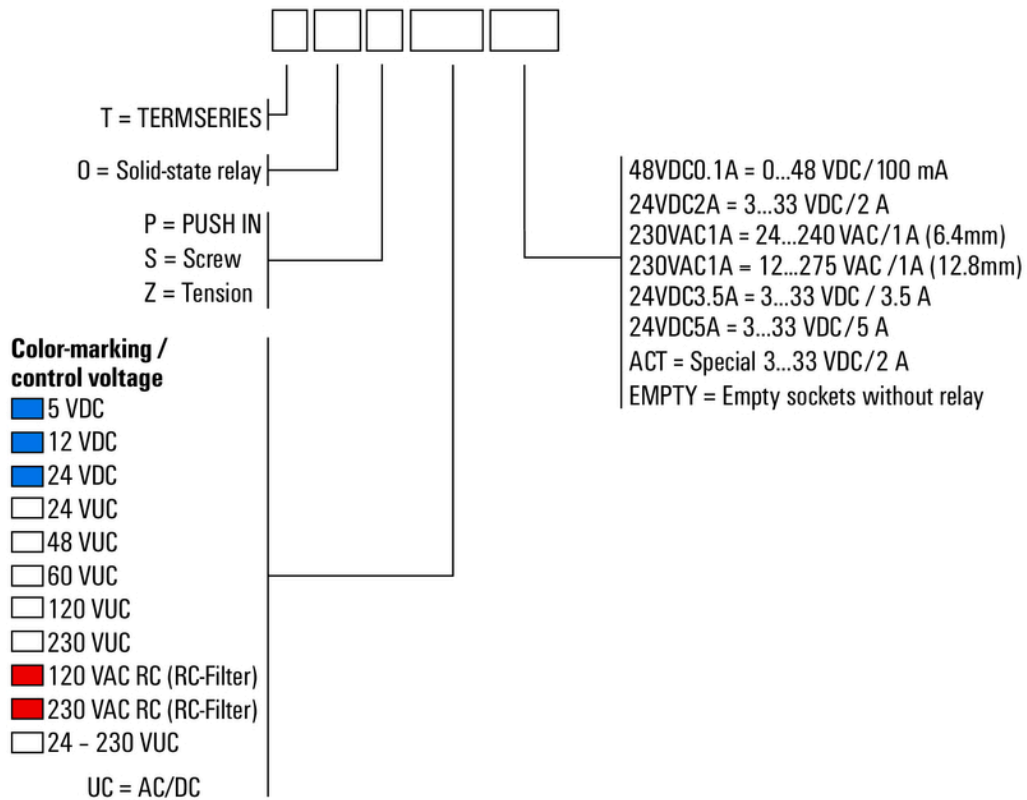 T = TERMSERIES
O = Solid-state relay
P = PUSH IN
S = Screw
Z = Tension
Color-marking /
control voltage
5 VDC
12 VDC
24 VDC
24 VUC
48 VUC
60 VUC
120 VUC
230 VUC
120 VAC RC (RC-Filter)
230 VAC RC (RC-Filter)
24 – 230 VUC
UC = AC/DC
48VDC0.1A = 0...48 VDC/100 mA
24VDC2A = 3...33 VDC/2 A
230VAC1A = 24...240 VAC/1A (6.4mm)
230VAC1A = 12...275 VAC /1A (12.8mm)
24VDC3.5A = 3...33 VDC / 3.5 A
24VDC5A = 3...33 VDC/5 A
ACT = Special 3...33 VDC/2 A
EMPTY = Empty sockets without relay